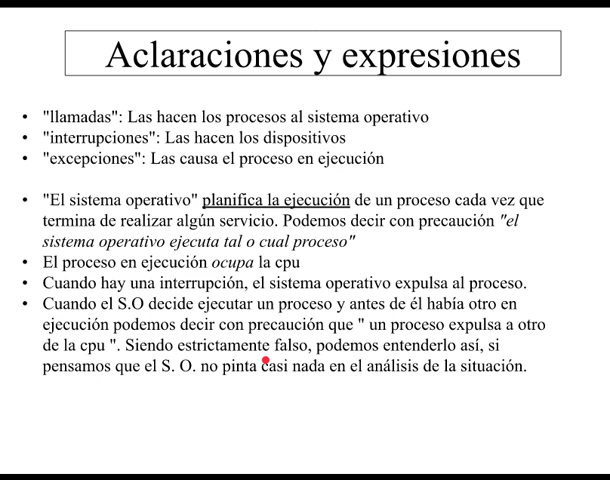 Aclaraciones y expresiones
• "llamadas": Las hacen los procesos al sistema operativo
• "interrupciones": Las hacen los dispositivos
• "excepciones": Las causa el proceso en ejecución
• "El sistema operativo" planifica la ejecución de un proceso cada vez que
termina de realizar algún servicio. Podemos decir con precaución "el
sistema operativo ejecuta tal o cual proceso"
• El proceso en ejecución ocupa la cpu
• Cuando hay una interrupción, el sistema operativo expulsa al proceso.
• Cuando el S.O decide ejecutar un proceso y antes de él había otro en
ejecución podemos decir con precaución que " un proceso expulsa a otro
de la cpu ". Siendo estrictamente falso, podemos entenderlo así, si
pensamos que el S. O. no pinta casi nada en el análisis de la situación.